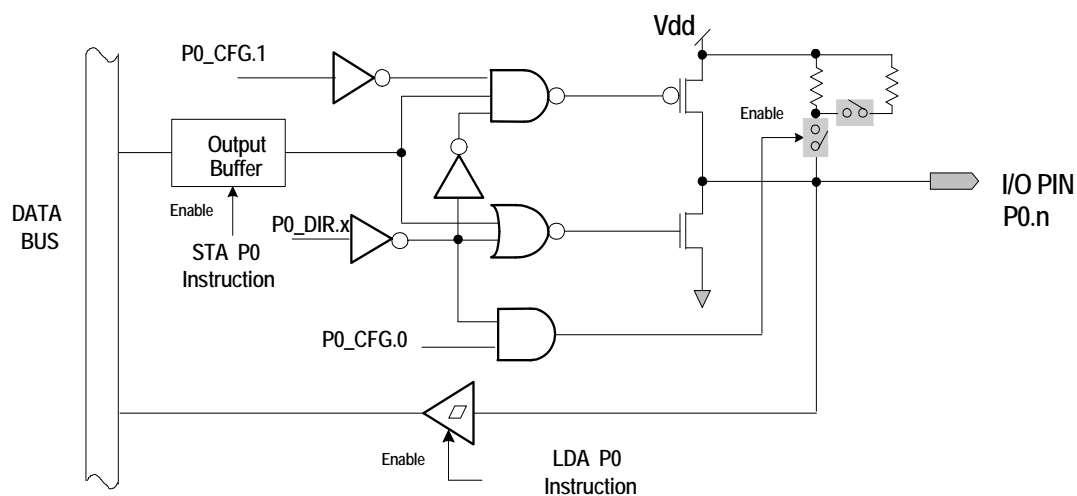 Vdd
P0_CFG.1
Enable
Output
Buffer
I/O PIN
P0.n
DATA
BUS
Enable
P0_DIR.x
STA P0
Instruction
P0_CFG.0
Enable
LDA P0
Instruction